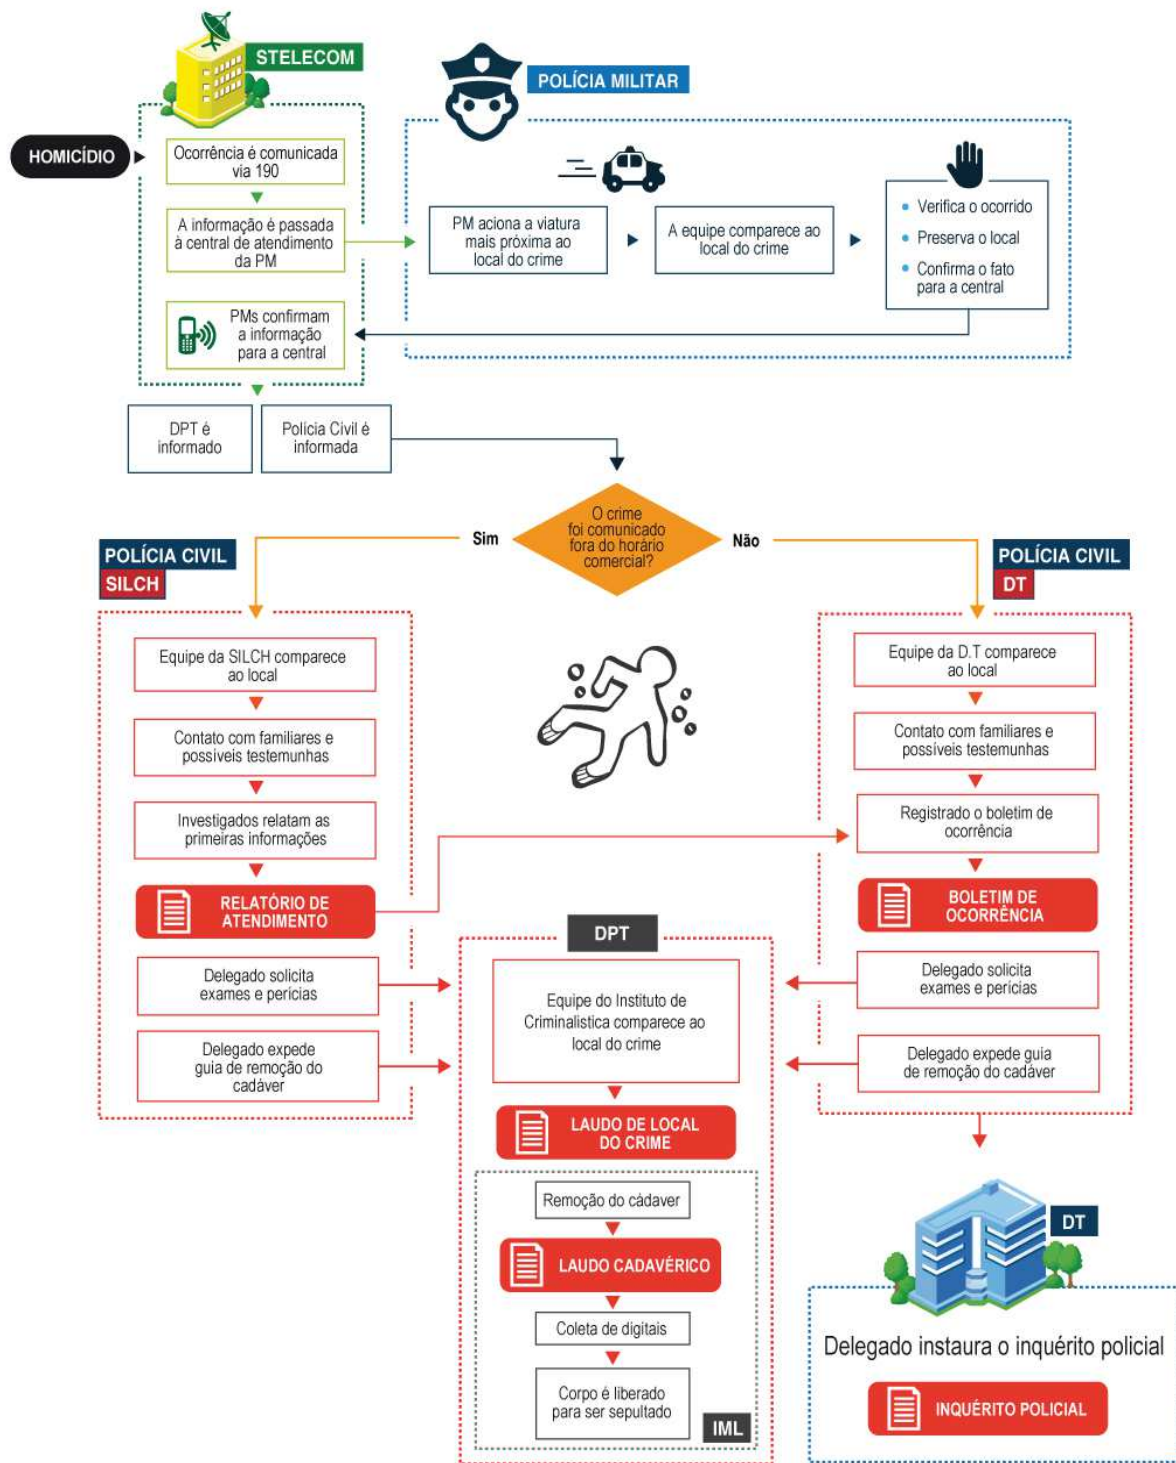 STELECOM
POLÍCIA MILITAR
HOMICÍDIO
Ocorrência é comunicada
via 190
A informação é passada
à central de atendimento
da PM
PM aciona a viatura
mais próxima ao
local do crime
A equipe comparece ao
local do crime
• Verifica o ocorrido
• Preserva o local
• Confirma o fato
para a central
PMs confirmam
a informação
para a central
DPT é
informado
Polícia Civil é
informada
O crime
foi comunicado
fora do horário
comercial?
Sim
Não
POLÍCIA CIVIL
SILCH
Equipe da SILCH comparece
ao local
Contato com familiares e
possíveis testemunhas
Investigados relatam as
primeiras informações
RELATÓRIO DE
ATENDIMENTO
Delegado solicita
exames e perícias
Delegado expede
guia de remoção do
cadáver
POLÍCIA CIVIL
DT
Equipe da D.T comparece
ao local
Contato com familiares e
possíveis testemunhas
Registrado o boletim de
ocorrência
BOLETIM DE
OCORRÊNCIA
Delegado solicita
exames e perícias
Delegado expede guia
de remoção do cadáver
DPT
Equipe do Instituto de
Criminalistica comparece ao
local do crime
LAUDO DE LOCAL
DO CRIME
Remoção do cádaver
LAUDO CADAVÉRICO
Coleta de digitais
Corpo é liberado
para ser sepultado
IML
DT
Delegado instaura o inquérito policial
INQUÉRITO POLICIAL